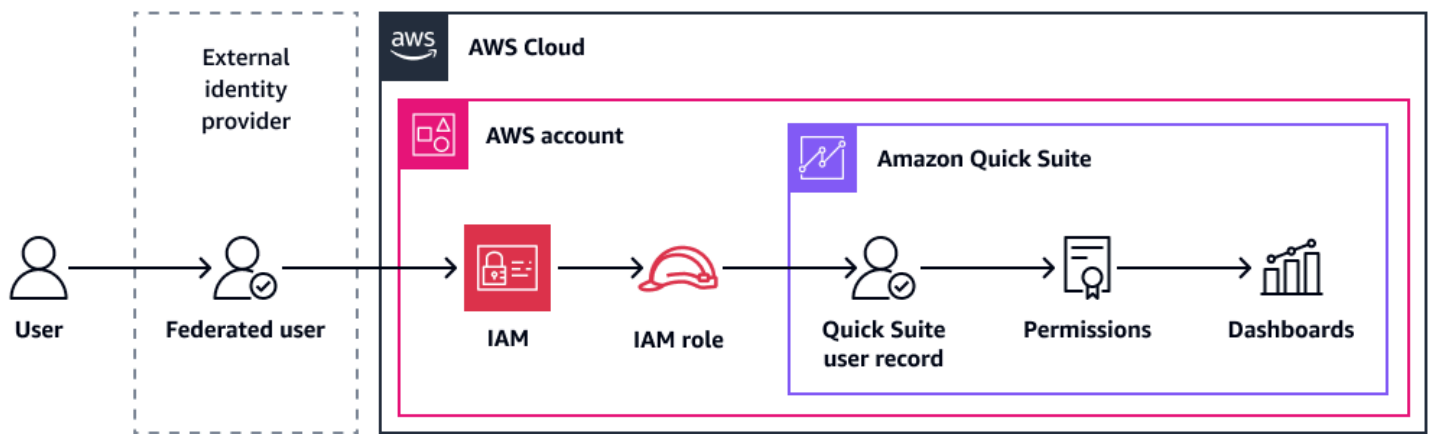 External
identity
provider
aws
AWS Cloud
AWS account
Amazon Quick Suite
User
Federated user
IAM
IAM role
Quick Suite
user record
Permissions
Dashboards